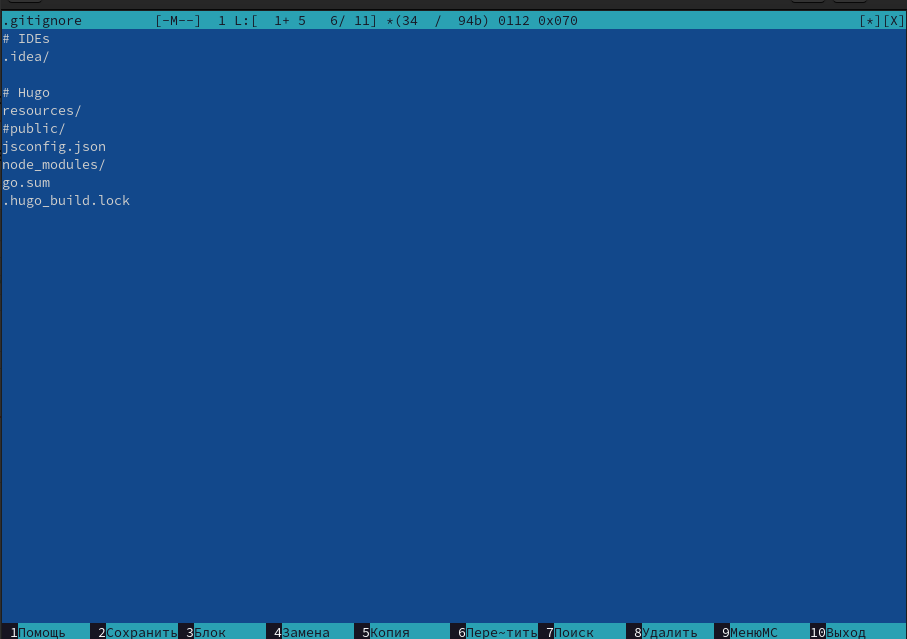 .gitignore [-M--] 1 L:[ 1+ 5 6/ 11] *(34 / 94b) 0112 0x070 [*][X]
# IDEs
.idea/
# Hugo
resources/
#public/
jsconfig.json
node_modules/
go.sum
.hugo_build.lock
1Помощь 2Сохранить 3Блок 4Замена 5Копия 6Пере~тить 7Поиск 8Удалить 9МенюMC 10Выход